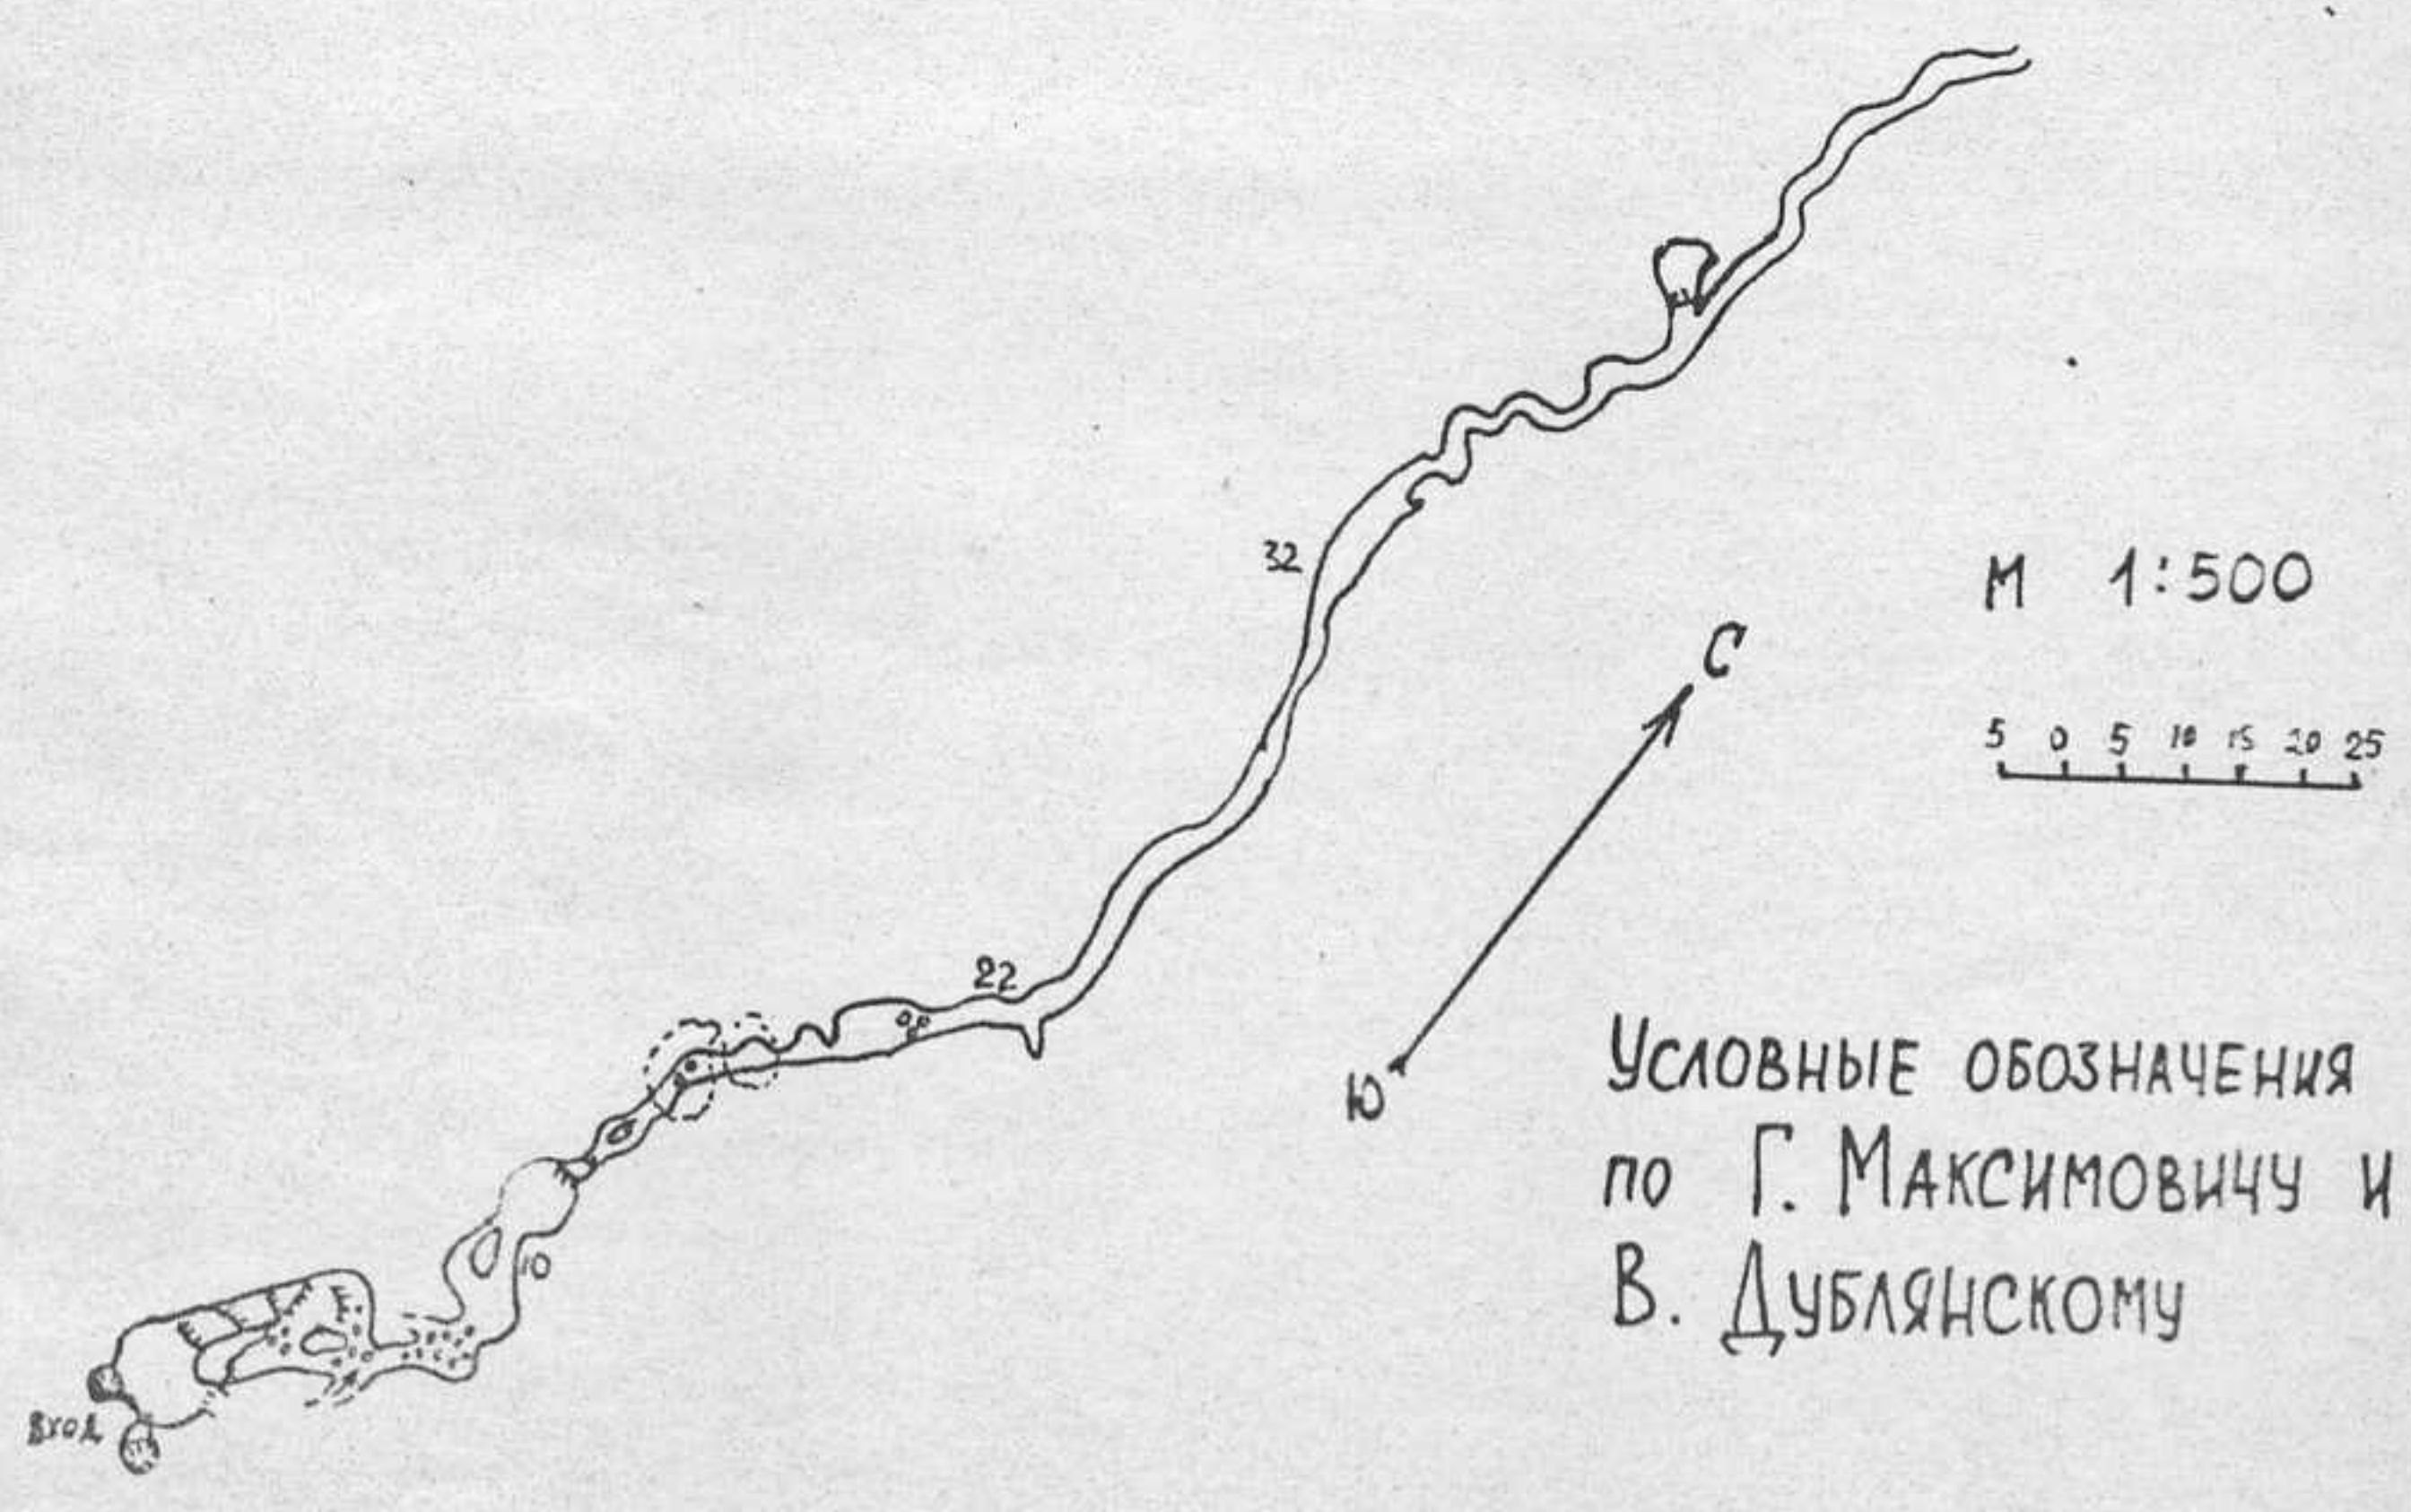 32
М 1:500
С
5 0 5 10 15 20 25
22
Ю
Условные обозначения
по Г. Максимовичу и
В. Дублянскому
10
Вход